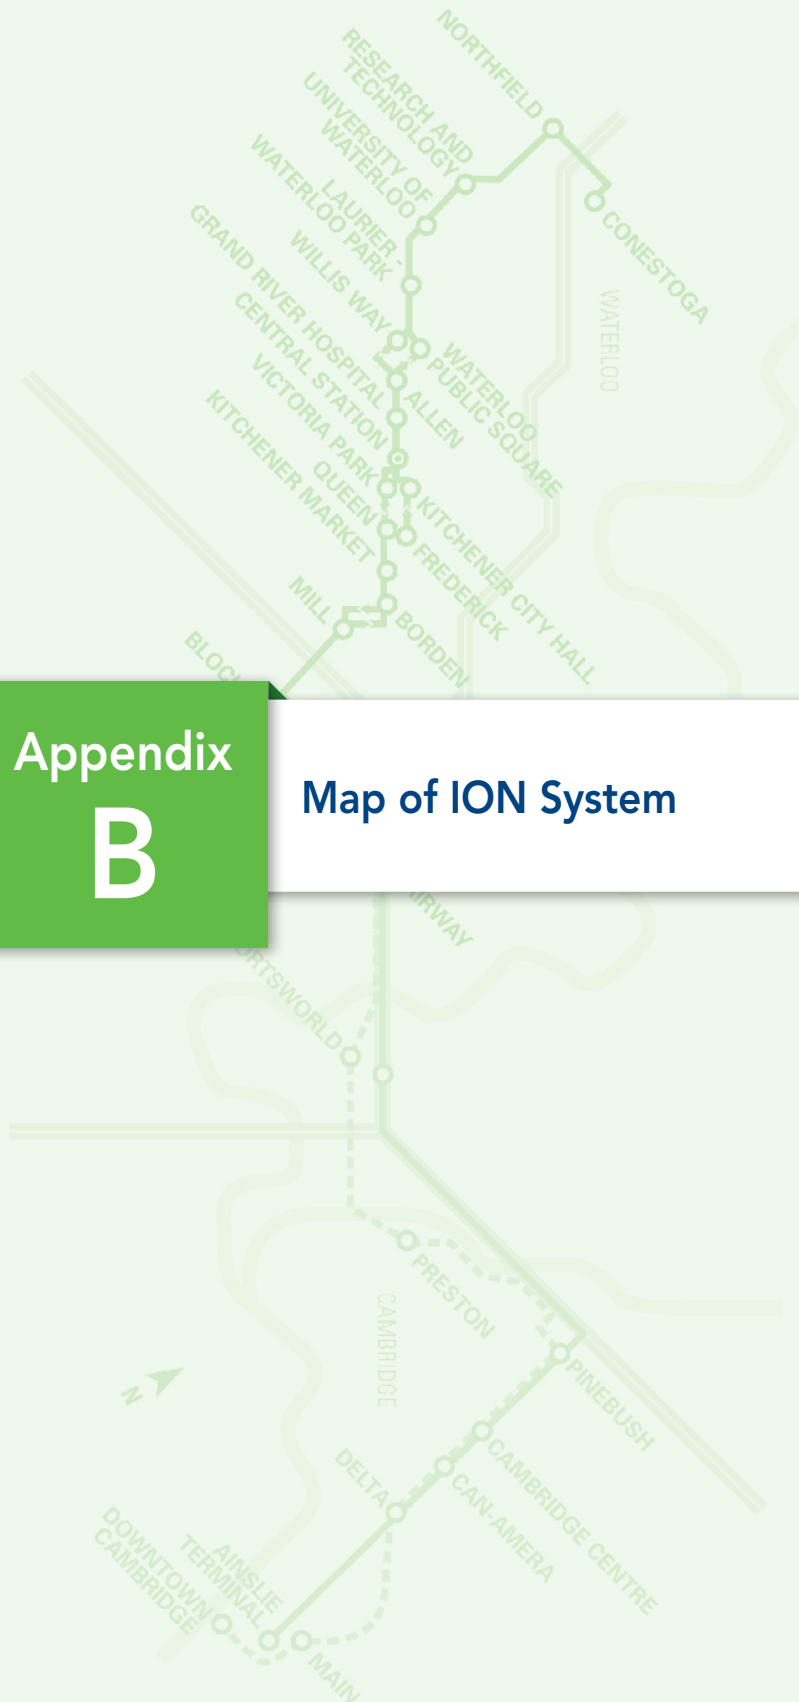 NORTHFIELD
RESEARCH AND
TECHNOLOGY
UNIVERSITY OF
WATERLOO
LAURIER -
WATERLOO PARK
CONESTOGA
WATERLOO
WILLIS WAY
WATERLOO
PUBLIC SQUARE
GRAND RIVER HOSPITAL
ALLEN
CENTRAL STATION
VICTORIA PARK
KITCHENER CITY HALL
QUEEN
FREDERICK
KITCHENER MARKET
BORDEN
MILL
Appendix
B
Map of ION System
PRESTON
CAMBRIDGE
N
PINEBUSH
CAMBRIDGE CENTRE
CAN-AMERA
DELTA
DOWNTOWN
CAMBRIDGE
AINSLIE
TERMINAL
MAIN